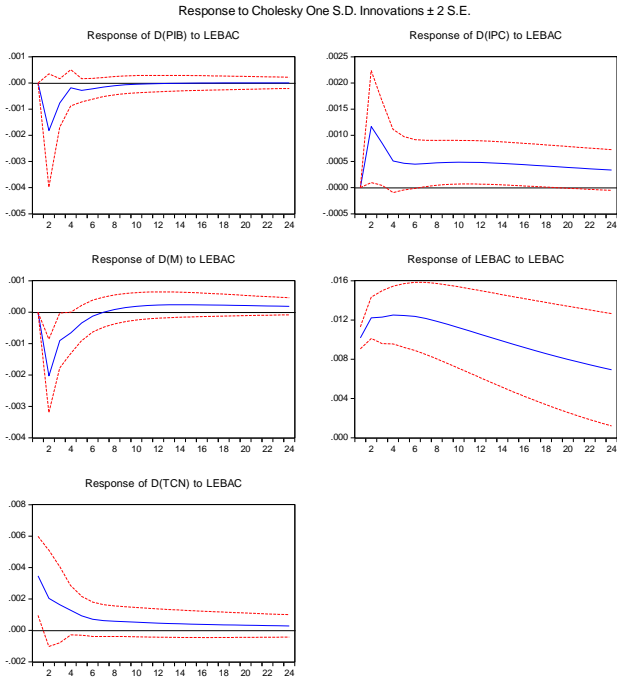 Response to Cholesky One S.D. Innovations ± 2 S.E.
Response of D(PIB) to LEBAC
.001
.000
-.001
-.002
-.003
-.004
-.005
2 4 6 8 10 12 14 16 18 20 22 24
Response of D(IPC) to LEBAC
.0025
.0020
.0015
.0010
.0005
.0000
-.0005
2 4 6 8 10 12 14 16 18 20 22 24
Response of D(M) to LEBAC
.001
.000
-.001
-.002
-.003
-.004
2 4 6 8 10 12 14 16 18 20 22 24
Response of LEBAC to LEBAC
.016
.012
.008
.004
.000
2 4 6 8 10 12 14 16 18 20 22 24
Response of D(TCN) to LEBAC
.008
.006
.004
.002
.000
-.002
2 4 6 8 10 12 14 16 18 20 22 24